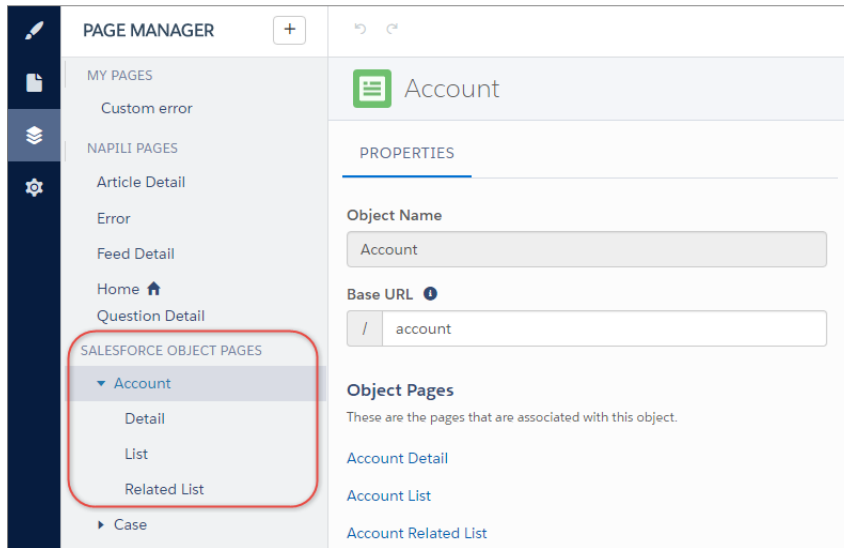 PAGE MANAGER
+
MY PAGES
Custom error
NAPILI PAGES
Article Detail
Error
Feed Detail
Home
Question Detail
SALESFORCE OBJECT PAGES
Account
Detail
List
Related List
Case
Account
PROPERTIES
Object Name
Account
Base URL
/ account
Object Pages
These are the pages that are associated with this object.
Account Detail
Account List
Account Related List